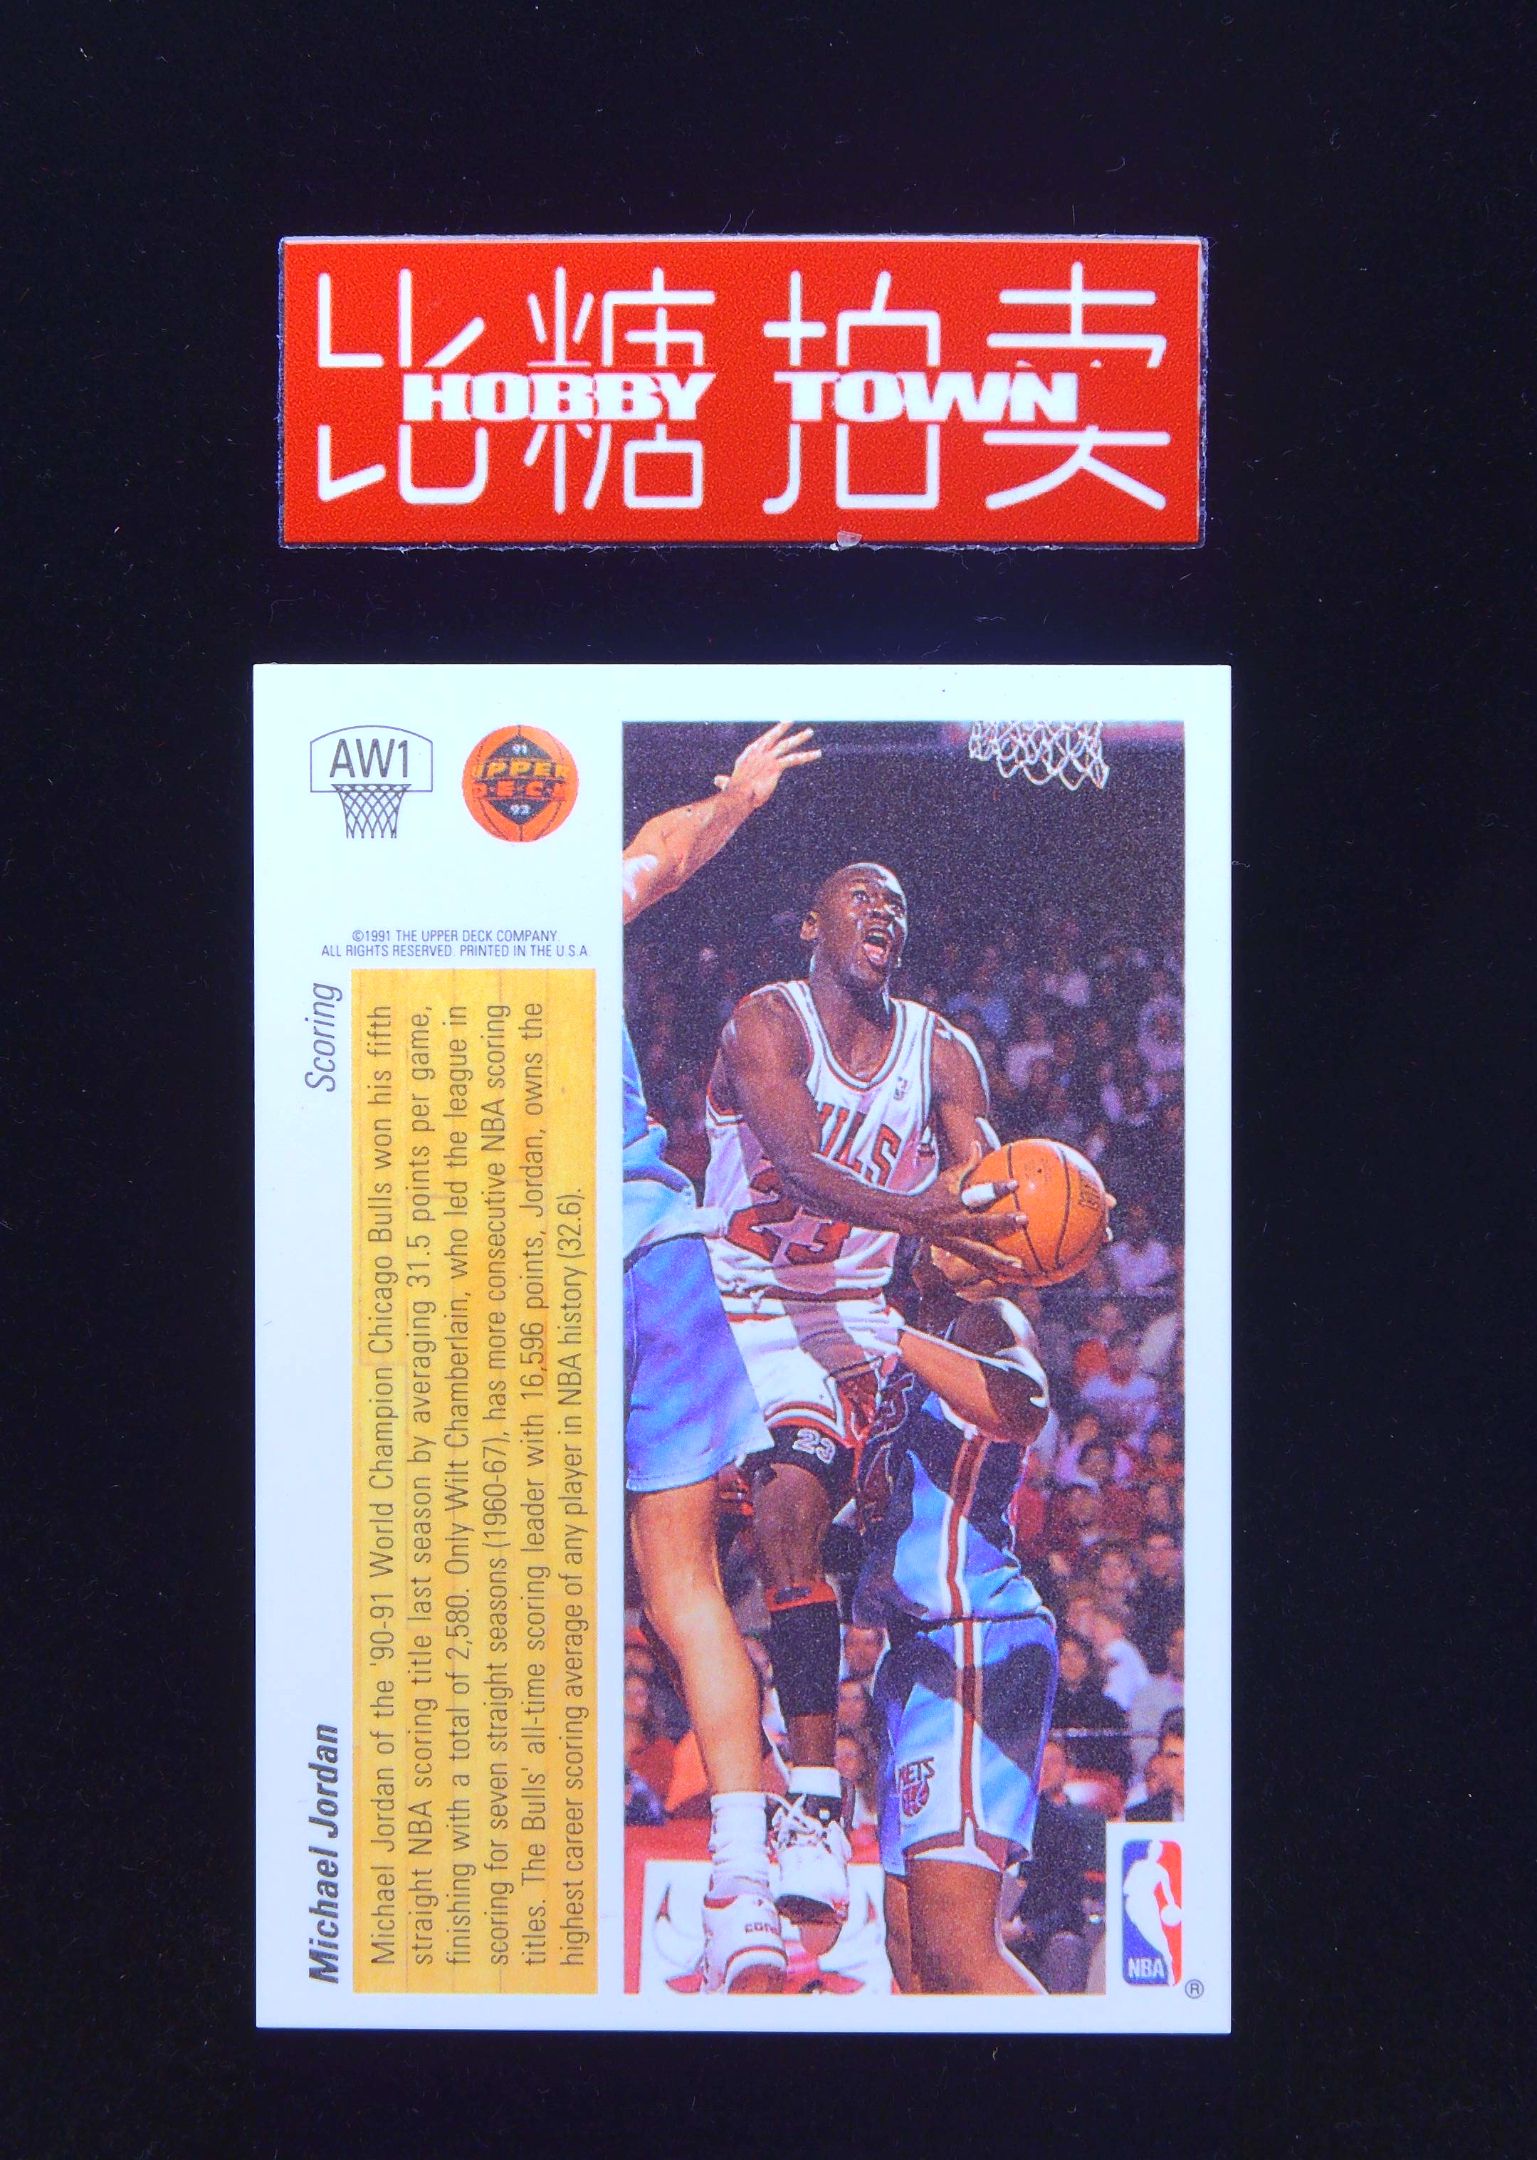 比糖拍卖
HOBBY TOWN
AW1
91
UPPER
DECK
©1991 THE UPPER DECK COMPANY.
ALL RIGHTS RESERVED. PRINTED IN THE U.S.A.
Michael Jordan
Scoring
Michael Jordan of the '90-91 World Champion Chicago Bulls won his fifth
straight NBA scoring title last season by averaging 31.5 points per game,
finishing with a total of 2,580. Only Wilt Chamberlain, who led the league in
scoring for seven straight seasons (1960-67), has more consecutive NBA scoring
titles. The Bulls' all-time scoring leader with 16,596 points, Jordan, owns the
highest career scoring average of any player in NBA history (32.6).
BULLS
23
23
NETS
NBA
®